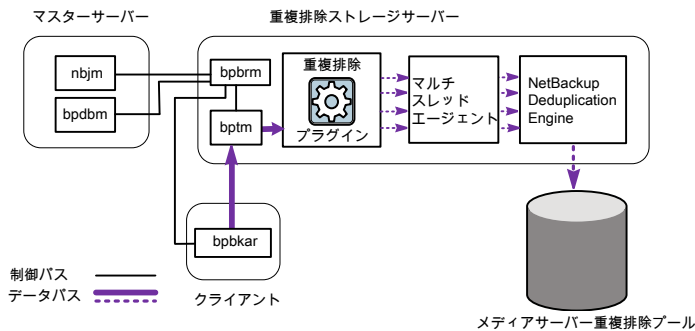 マスターサーバー
重複排除ストレージサーバー
nbjm
bpdbm
bpbrm
bptm
重複排除
プラグイン
マルチ
スレッド
エージェント
NetBackup
Deduplication
Engine
bpbkar
クライアント
制御パス
データパス
メディアサーバー重複排除プール